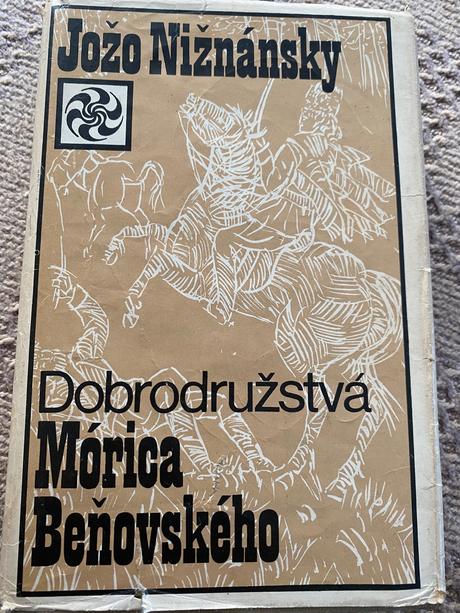 Jožo Nižnánsky
Dobrodružstvá
Mórica
Beňovského